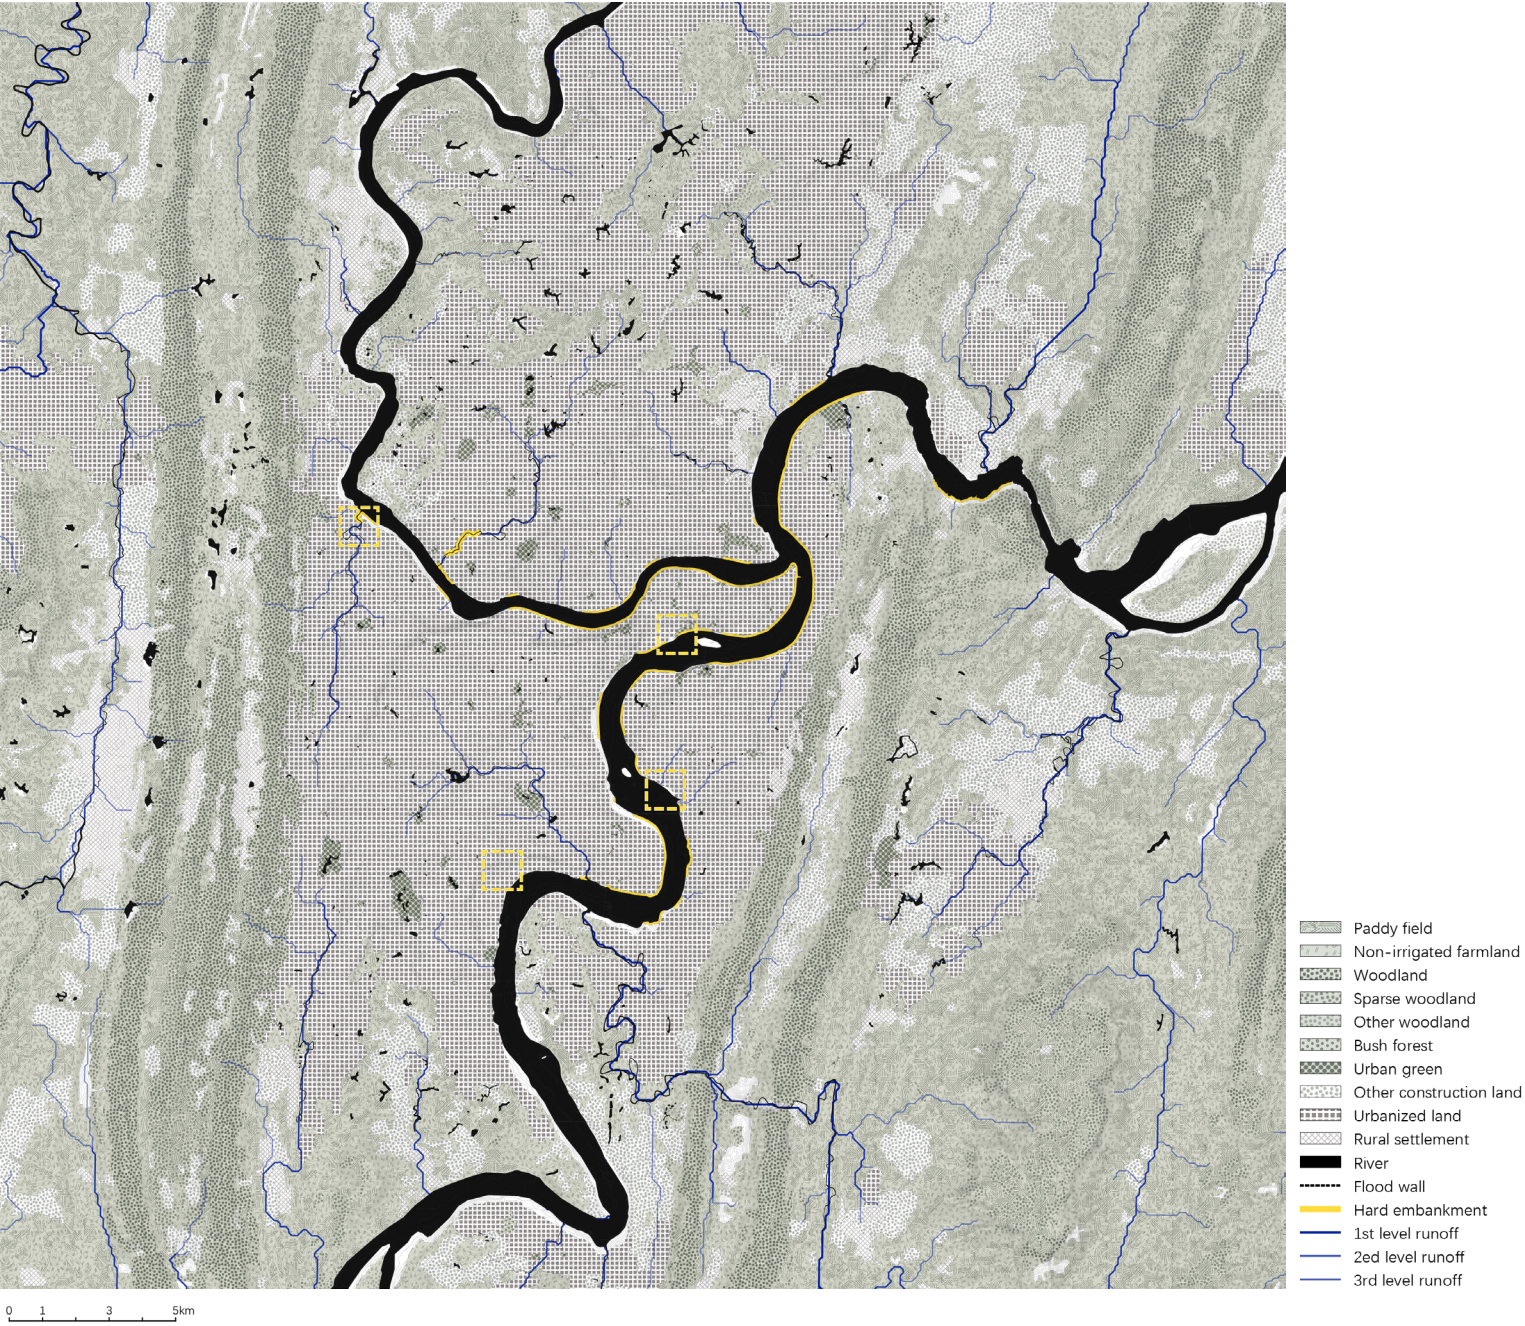 Paddy field
Non-irrigated farmland
Woodland
Sparse woodland
Other woodland
Bush forest
Urban green
Other construction land
Urbanized land
Rural settlement
River
Flood wall
Hard embankment
1st level runoff
2ed level runoff
3rd level runoff
0 1 3 5km